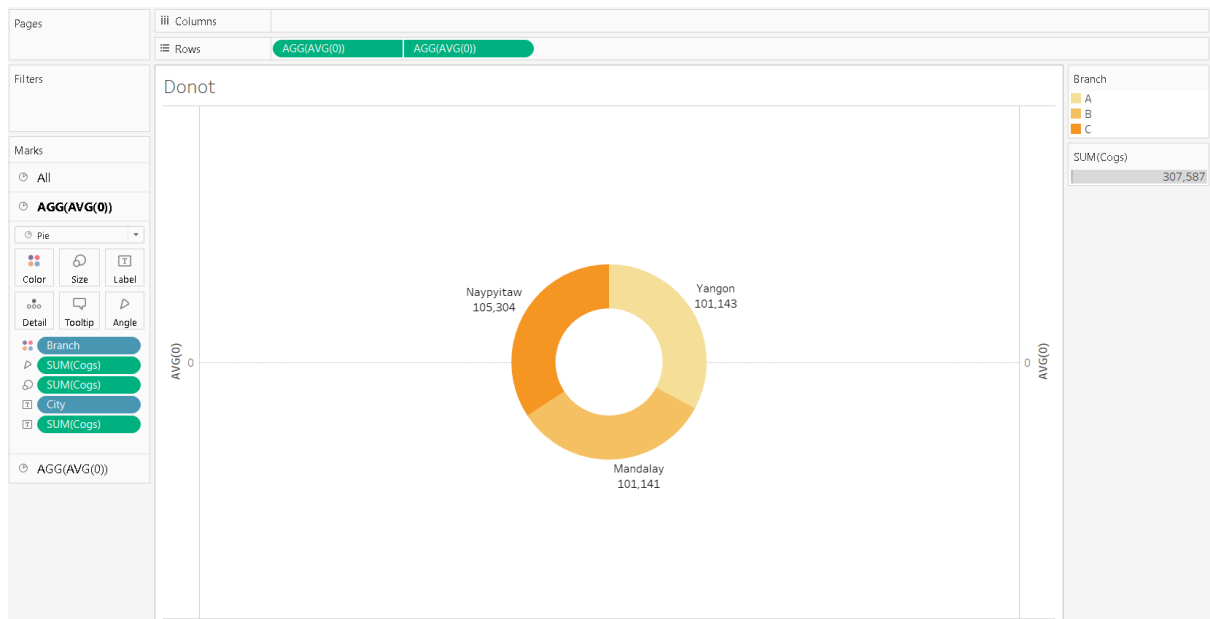 Pages
Columns
Rows
AGG(AVG(0))
AGG(AVG(0))
Filters
Marks
All
AGG(AVG(0))
Pie
Color
Size
Label
Detail
Tooltip
Angle
Branch
SUM(Cogs)
SUM(Cogs)
City
SUM(Cogs)
AGG(AVG(0))
Donot
AVG(0)
0
Naypyitaw
105,304
Yangon
101,143
Mandalay
101,141
0
AVG(0)
Branch
A
B
C
SUM(Cogs)
307,587